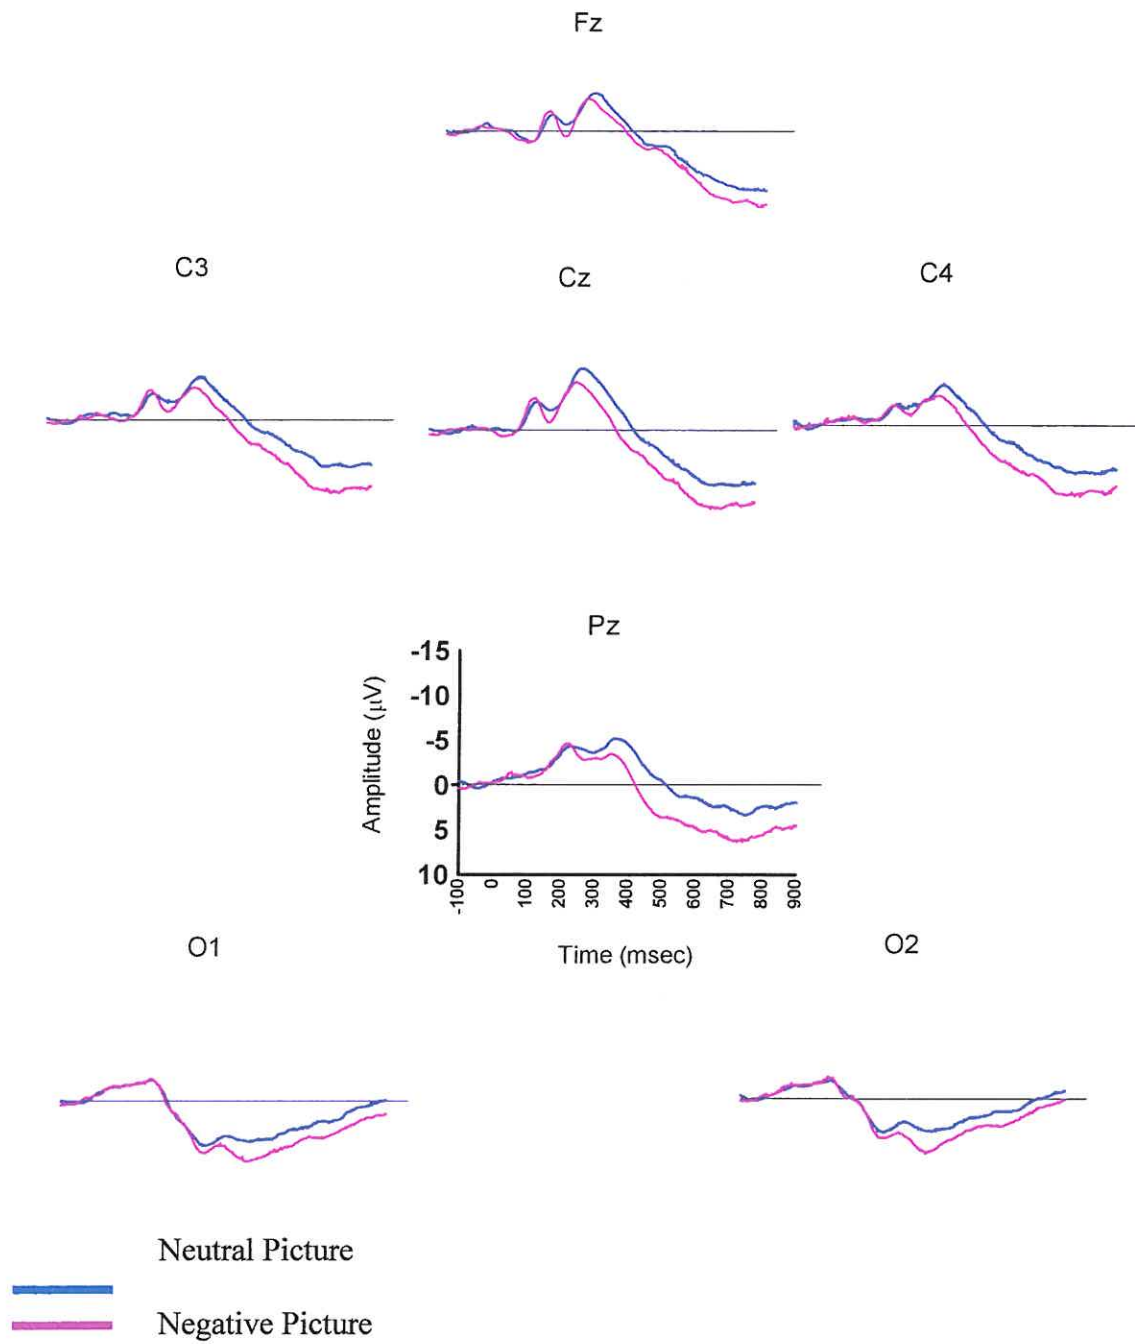 Fz
C3
Cz
C4
Pz
-15
-10
-5
0
5
10
Amplitude (μV)
-100
0
100
200
300
400
500
600
700
800
900
Time (msec)
O1
O2
Neutral Picture
Negative Picture